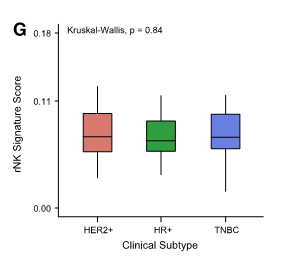 G
Kruskal-Wallis, p = 0.84
0.18
0.11
0.00
rNK Signature Score
HER2+ HR+ TNBC
Clinical Subtype